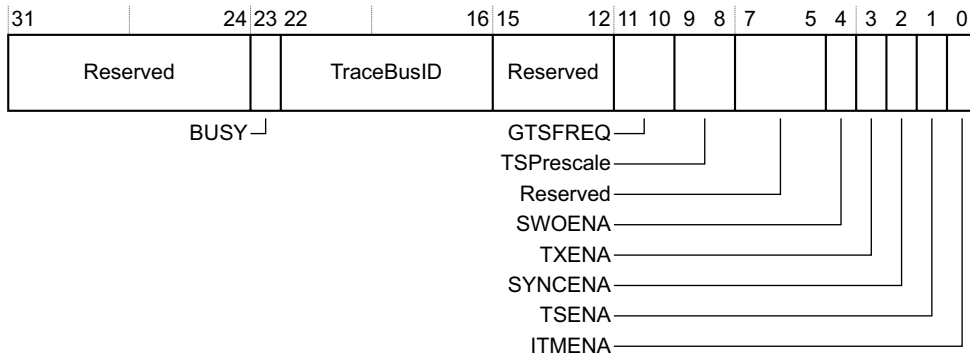 31 24 23 22 16 15 12 11 10 9 8 7 5 4 3 2 1 0
Reserved TraceBusID Reserved
BUSY GTSFREQ
TSPrescale
Reserved
SWOENA
TXENA
SYNCENA
TSENA
ITMENA